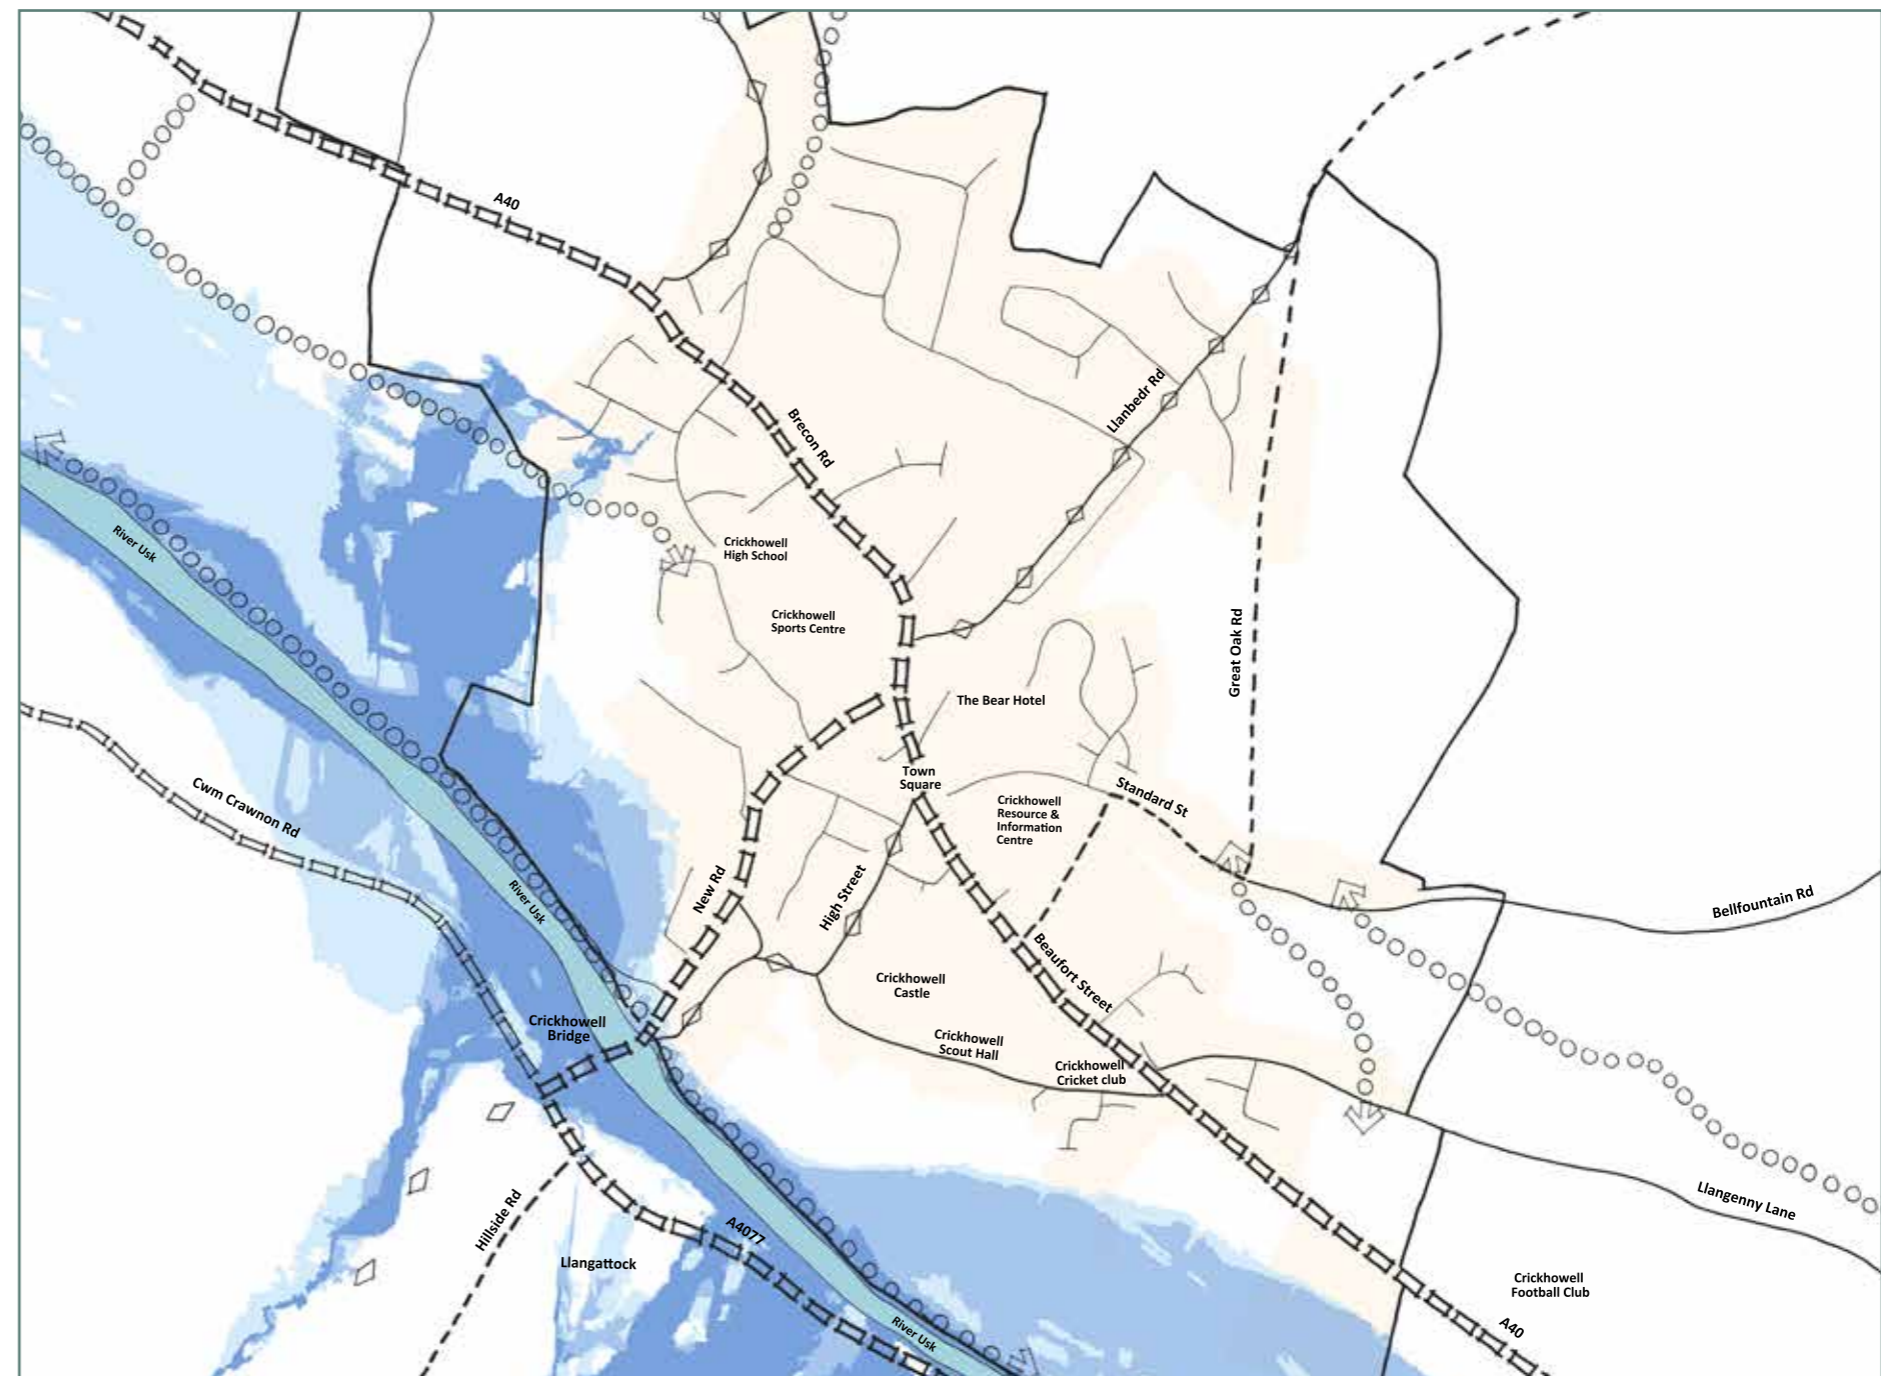 A40
Brecon Rd
Llanbedr Rd
Crickhowell
High School
Crickhowell
Sports Centre
River Usk
Great Oak Rd
The Bear Hotel
Town
Square
Standard St
Crickhowell
Resource &
Information
Centre
Cwm Crawnon Rd
New Rd
High Street
River Usk
Bellfountain Rd
Beaufort Street
Crickhowell
Castle
Crickhowell
Bridge
Crickhowell
Scout Hall
Crickhowell
Cricket club
Hillside Rd
A4077
Llangattock
Llangenny Lane
Crickhowell
Football Club
River Usk
A40